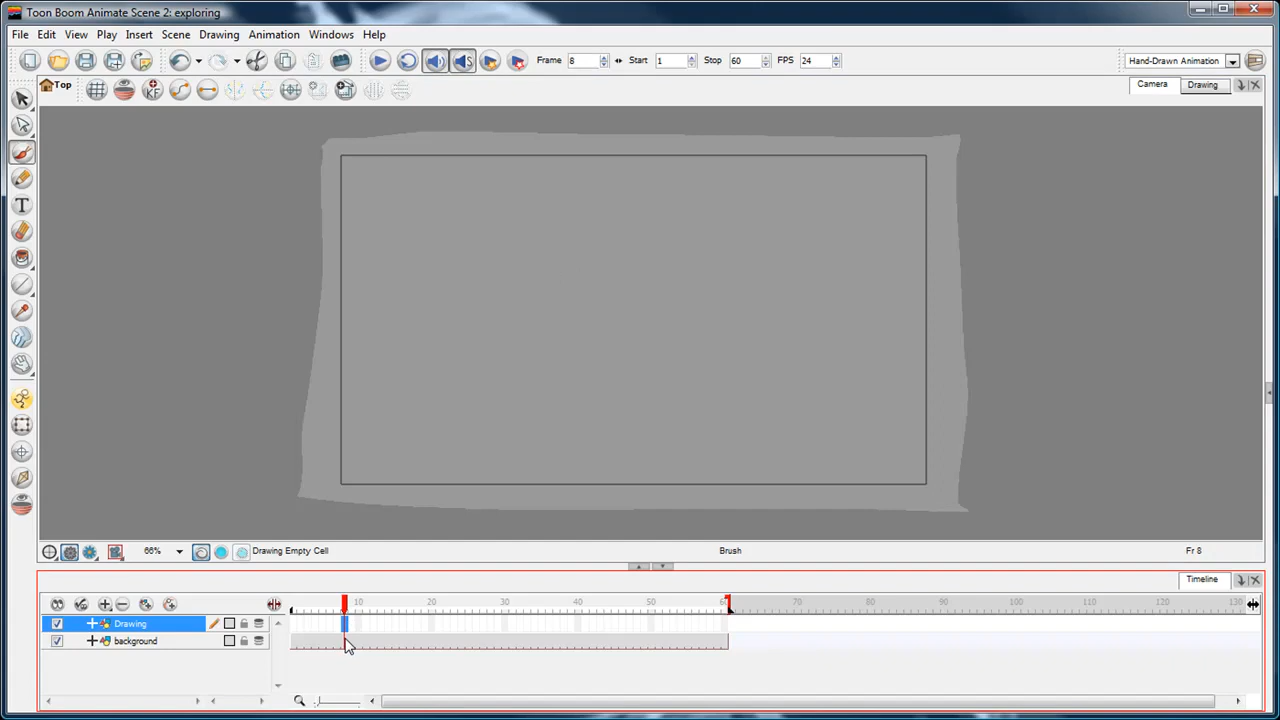 Toon Boom Animate Scene 2: exploring
File Edit View Play Insert Scene Drawing Animation Windows Help
Frame 8 Start 1 Stop 60 FPS 24 Hand-Drawn Animation
Top KF Camera Drawing
T
66% Drawing Empty Cell Brush Fr 8
Timeline
10 20 30 40 50 60 70 80 90 100 110 120 130
Drawing
background